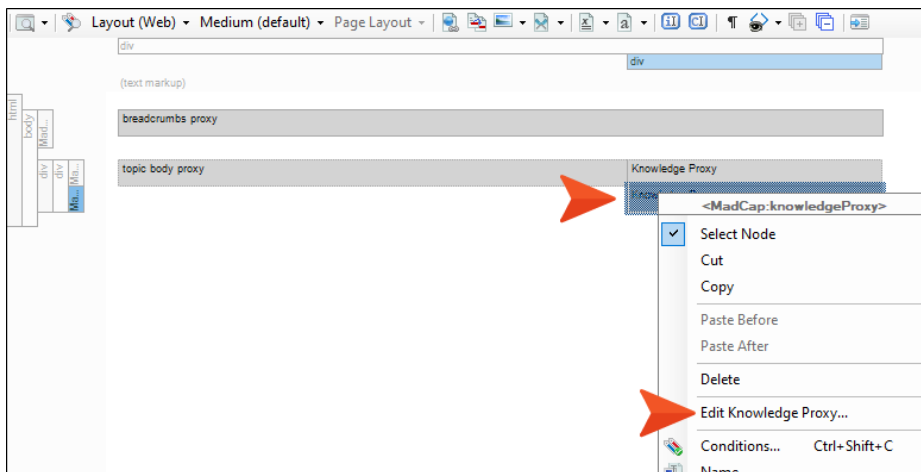 Layout (Web) Medium (default) Page Layout
div
div
(text markup)
html
body
Mad...
breadcrumbs proxy
div
div
Ma...
Ma...
topic body proxy
Knowledge Proxy
<MadCap:knowledgeProxy>
Select Node
Cut
Copy
Paste Before
Paste After
Delete
Edit Knowledge Proxy...
Conditions... Ctrl+Shift+C
Name